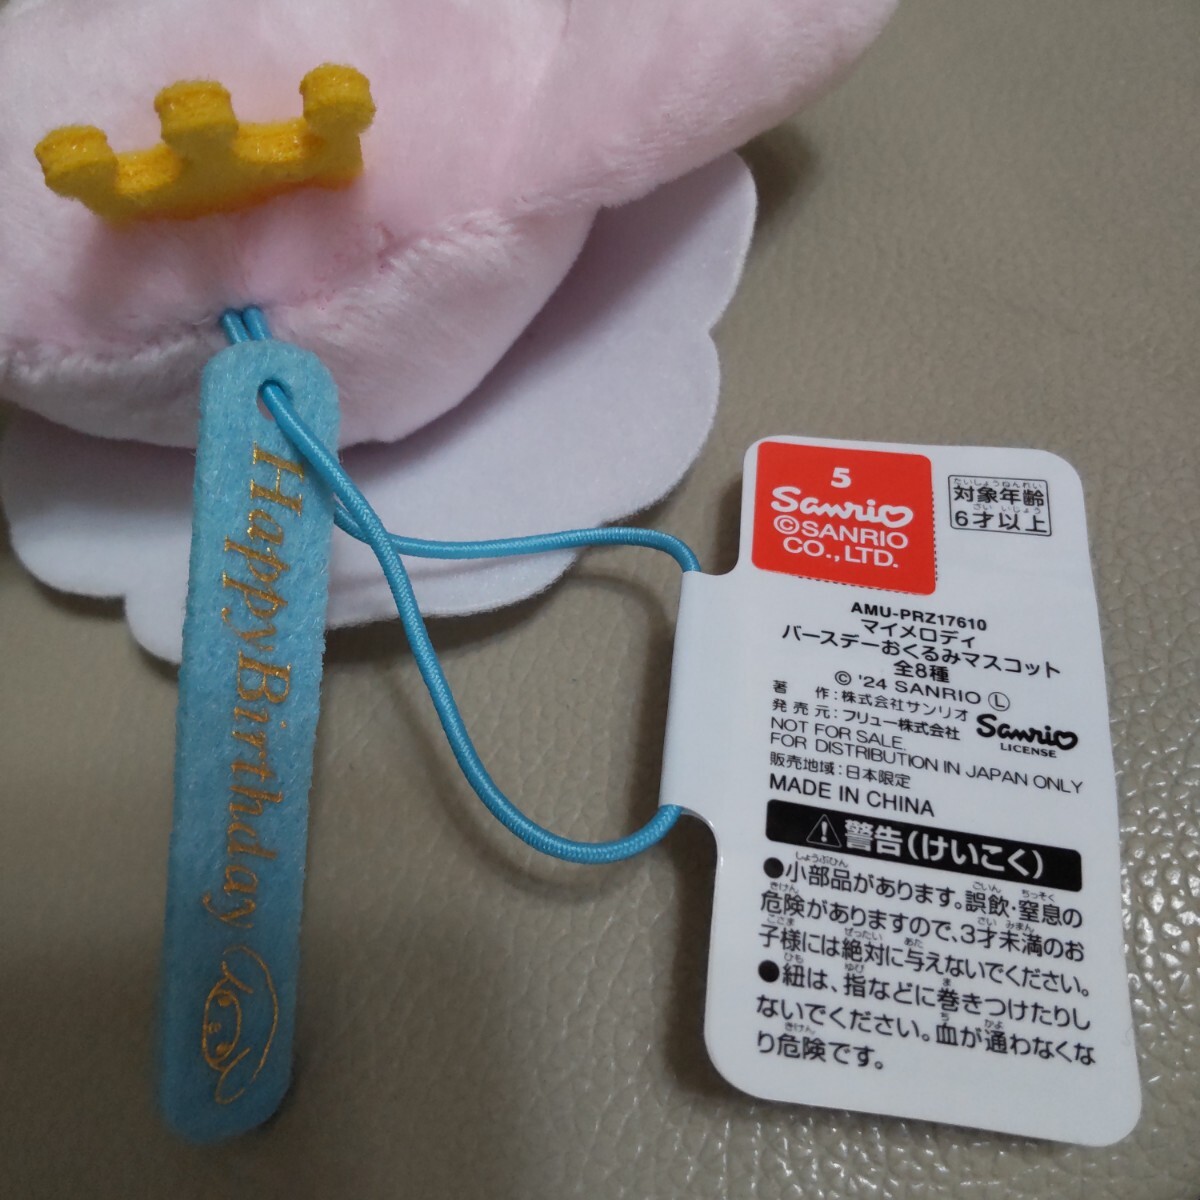 Happy Birthday
5
Sanrio
©SANRIO
CO.,LTD.
たいしょうねんれい
対象年齢
さい いじょう
6才以上
AMU-PRZ17610
マイメロディ
バースデーおくるみマスコット
全8種
© '24 SANRIO Ⓛ
著 作:株式会社サンリオ
発売元:フリュー株式会社
Sanrio
LICENSE
NOT FOR SALE.
FOR DISTRIBUTION IN JAPAN ONLY
販売地域:日本限定
MADE IN CHINA
警告(けいこく)
しょうぶひん ごいん ちっそく
●小部品があります。誤飲・窒息の
きけん さい みまん
危険がありますので、3才未満のお
こさま ぜったい あた
子様には絶対に与えないでください。
ひも ゆび ま
●紐は、指などに巻きつけたりし
ち かよ
ないでください。血が通わなくな
きけん
り危険です。